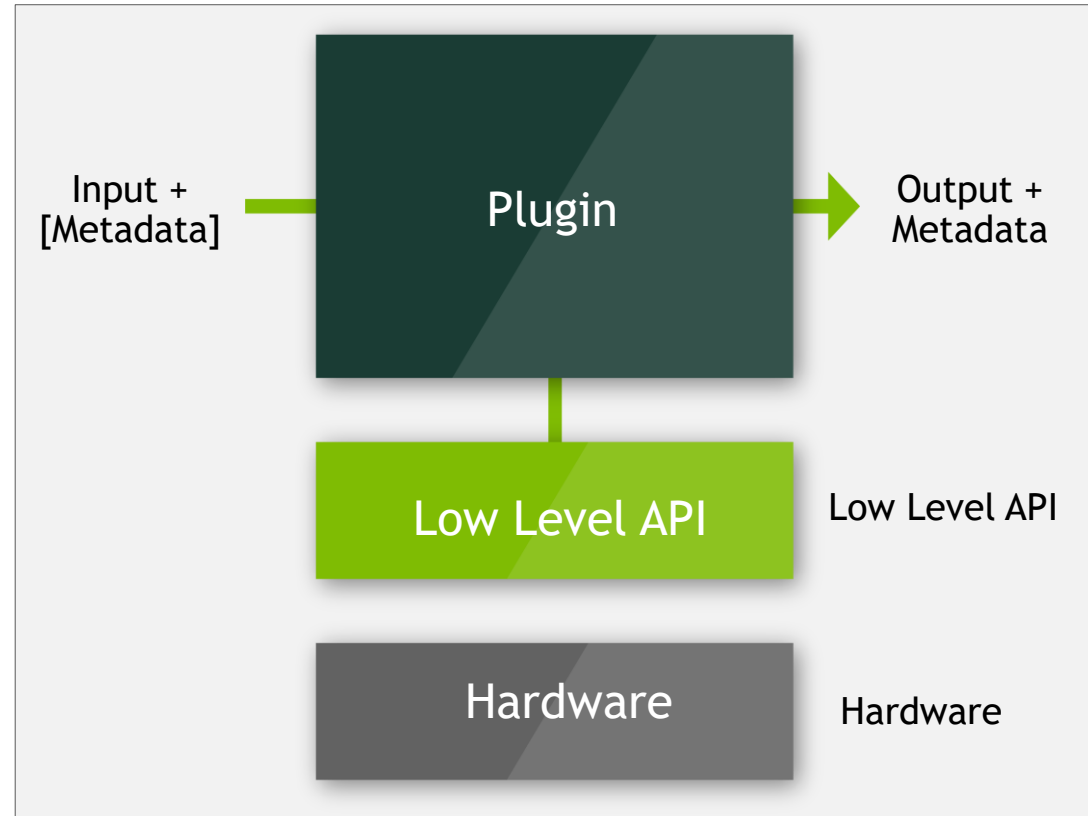 Input +
[Metadata]
Plugin
Output +
Metadata
Low Level API
Low Level API
Hardware
Hardware